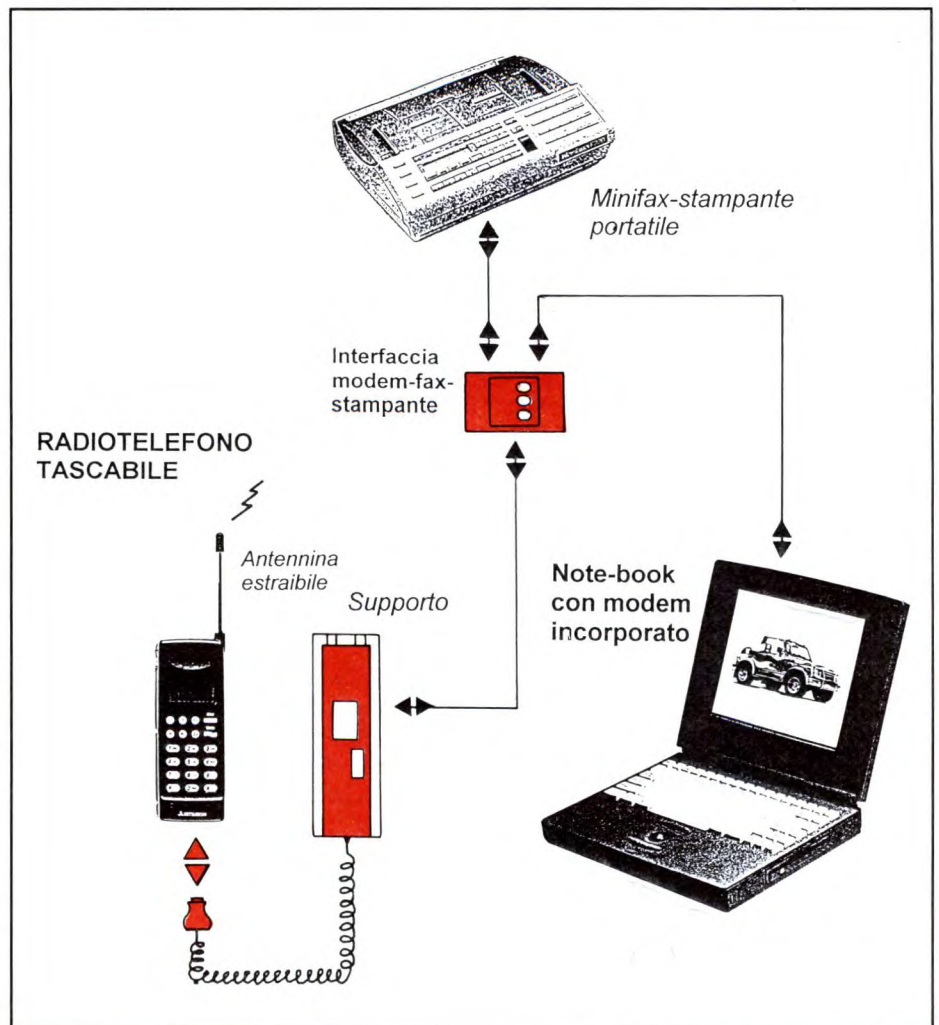 Minifax-stampante
portatile
Interfaccia
modem-fax-
stampante
RADIOTELEFONO
TASCABILE
Antennina
estraibile
Supporto
Note-book
con modem
incorporato